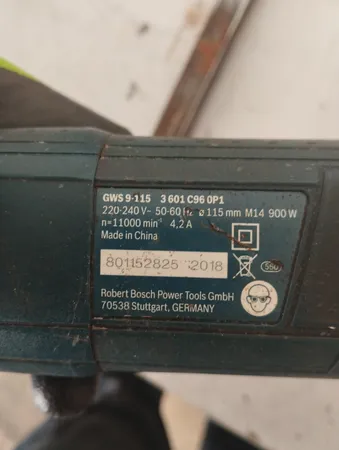 GWS 9-115 3 601 C96 0P1
220-240 V~ 50-60 Hz ø 115 mm M14 900 W
n=11000 min⁻¹ 4,2 A
Made in China
801152825 2018
Robert Bosch Power Tools GmbH
70538 Stuttgart, GERMANY